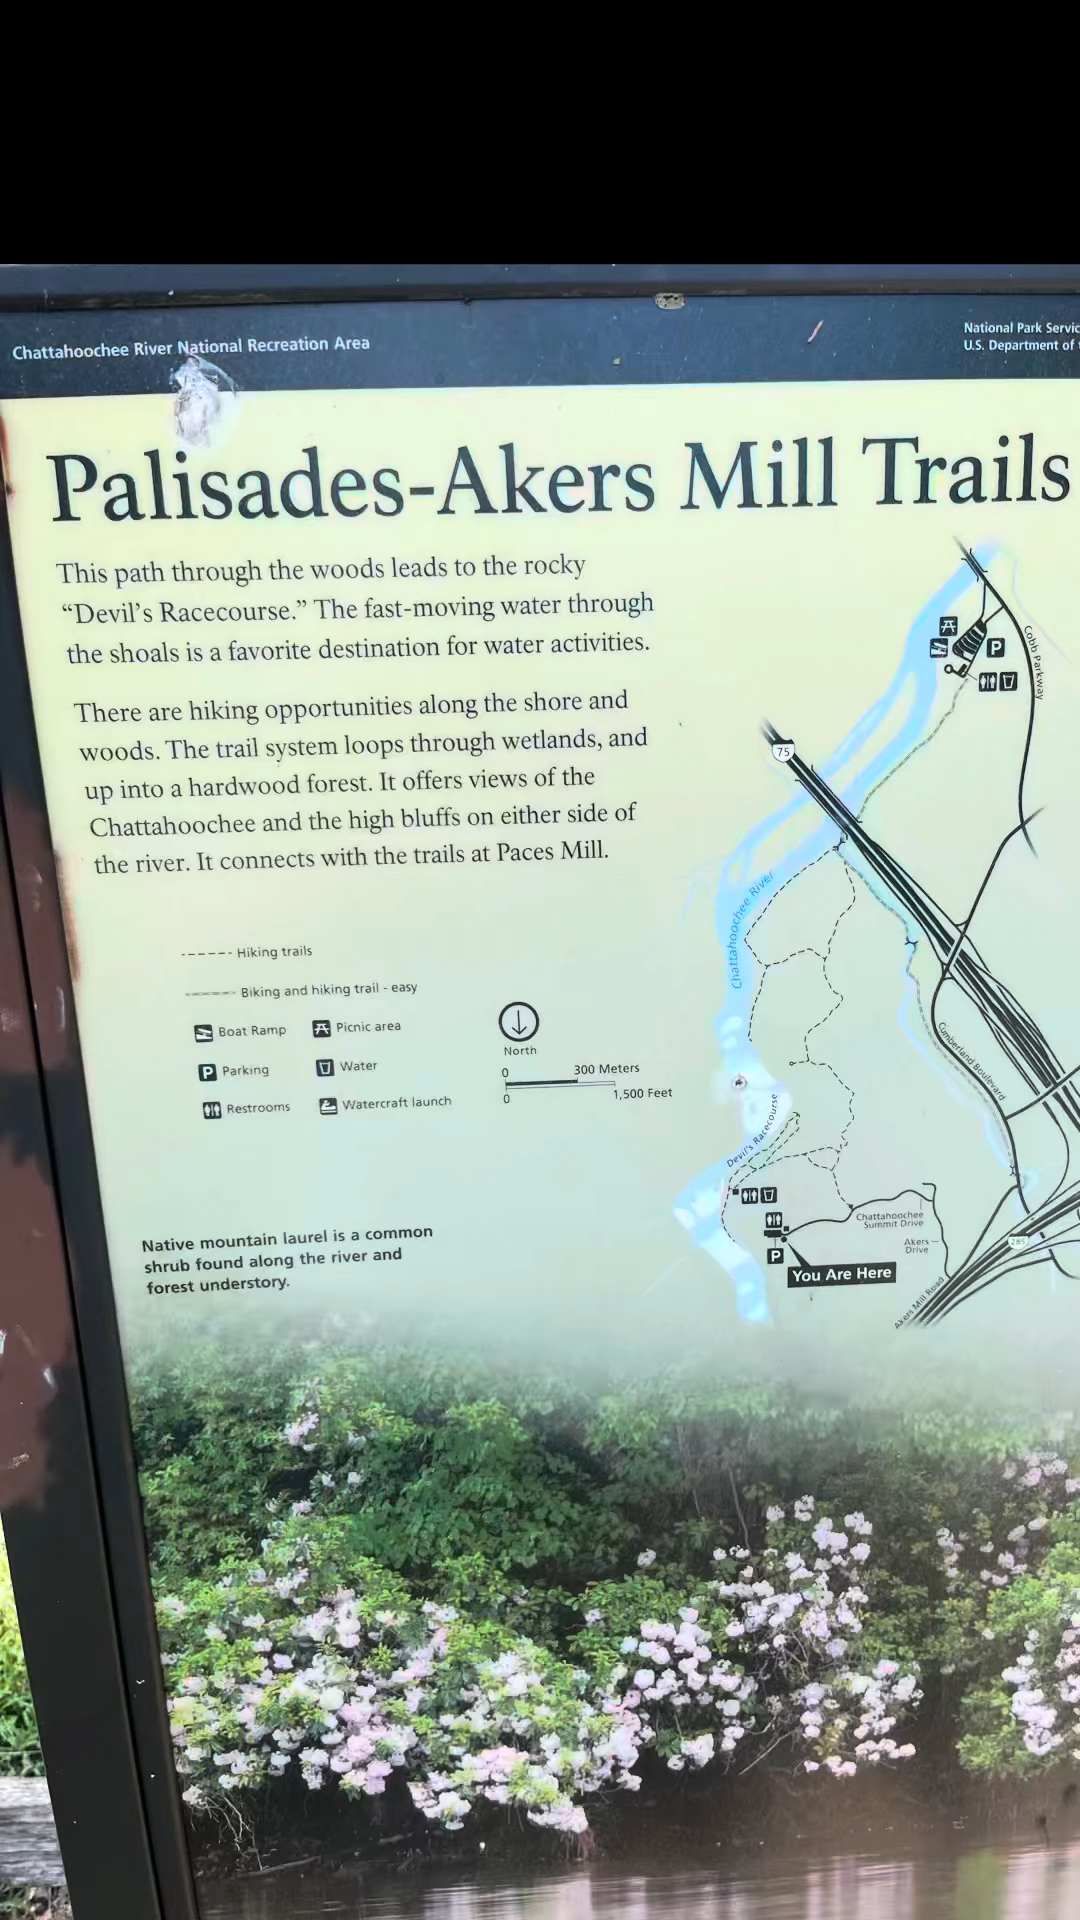 Chattahoochee River National Recreation Area
National Park Servic
U.S. Department of
Palisades-Akers Mill Trails
This path through the woods leads to the rocky
“Devil’s Racecourse.” The fast-moving water through
the shoals is a favorite destination for water activities.
There are hiking opportunities along the shore and
woods. The trail system loops through wetlands, and
up into a hardwood forest. It offers views of the
Chattahoochee and the high bluffs on either side of
the river. It connects with the trails at Paces Mill.
Hiking trails
Biking and hiking trail - easy
Boat Ramp
Picnic area
P Parking
Water
Restrooms
Watercraft launch
North
0 300 Meters
0 1,500 Feet
Native mountain laurel is a common
shrub found along the river and
forest understory.
P
Cobb Parkway
75
Chattahoochee River
Cumberland Boulevard
Devil's Racecourse
Chattahoochee
Summit Drive
Akers
Drive
285
P
You Are Here
Akers Mill Road